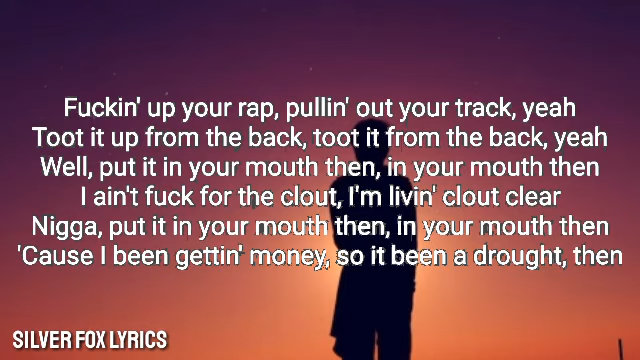 Fuckin' up your rap, pullin' out your track, yeah
Toot it up from the back, toot it from the back, yeah
Well, put it in your mouth then, in your mouth then
I ain't fuck for the clout, I'm livin' clout clear
Nigga, put it in your mouth then, in your mouth then
'Cause I been gettin' money, so it been a drought, then
SILVER FOX LYRICS